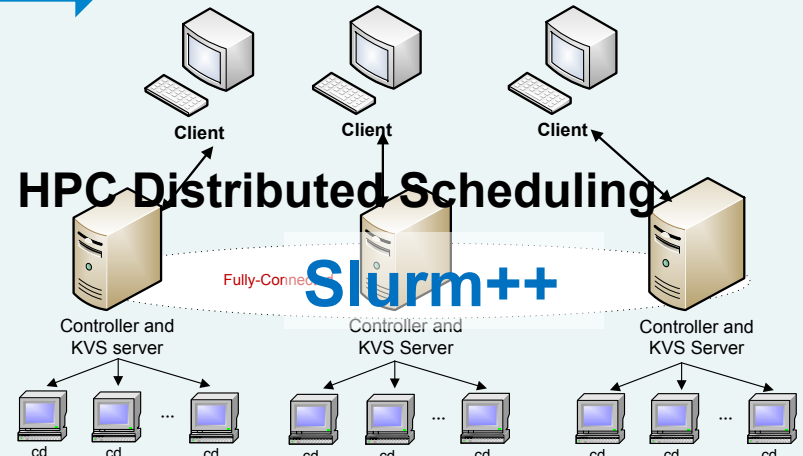 Client
Client
Client
HPC Distributed Scheduling
Slurm++
Controller and
KVS server
Controller and
KVS Server
Controller and
KVS Server
...
...
...
cd
cd
cd
cd
cd
cd
cd
cd
cd